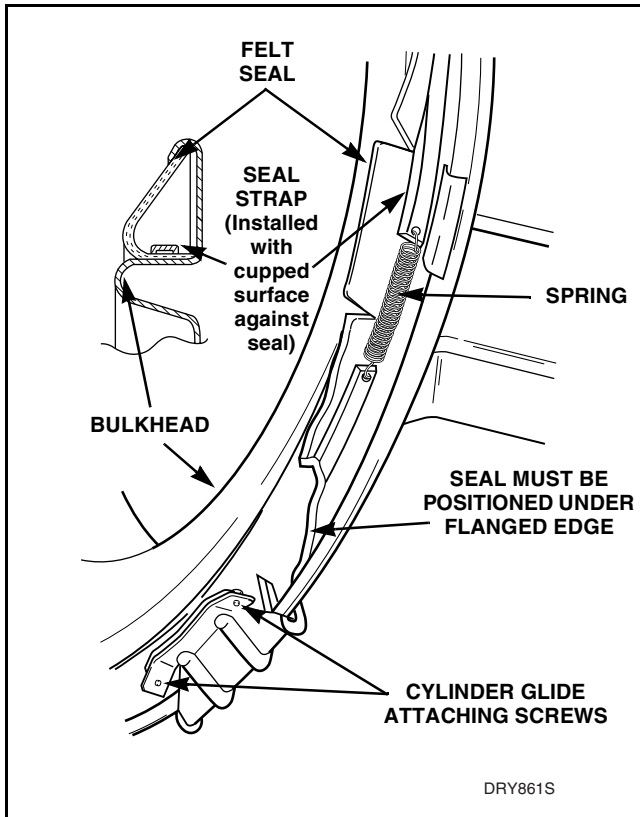 FELT
SEAL
SEAL
STRAP
(Installed
with
cupped
surface
against
seal)
SPRING
BULKHEAD
SEAL MUST BE
POSITIONED UNDER
FLANGED EDGE
CYLINDER GLIDE
ATTACHING SCREWS
DRY861S